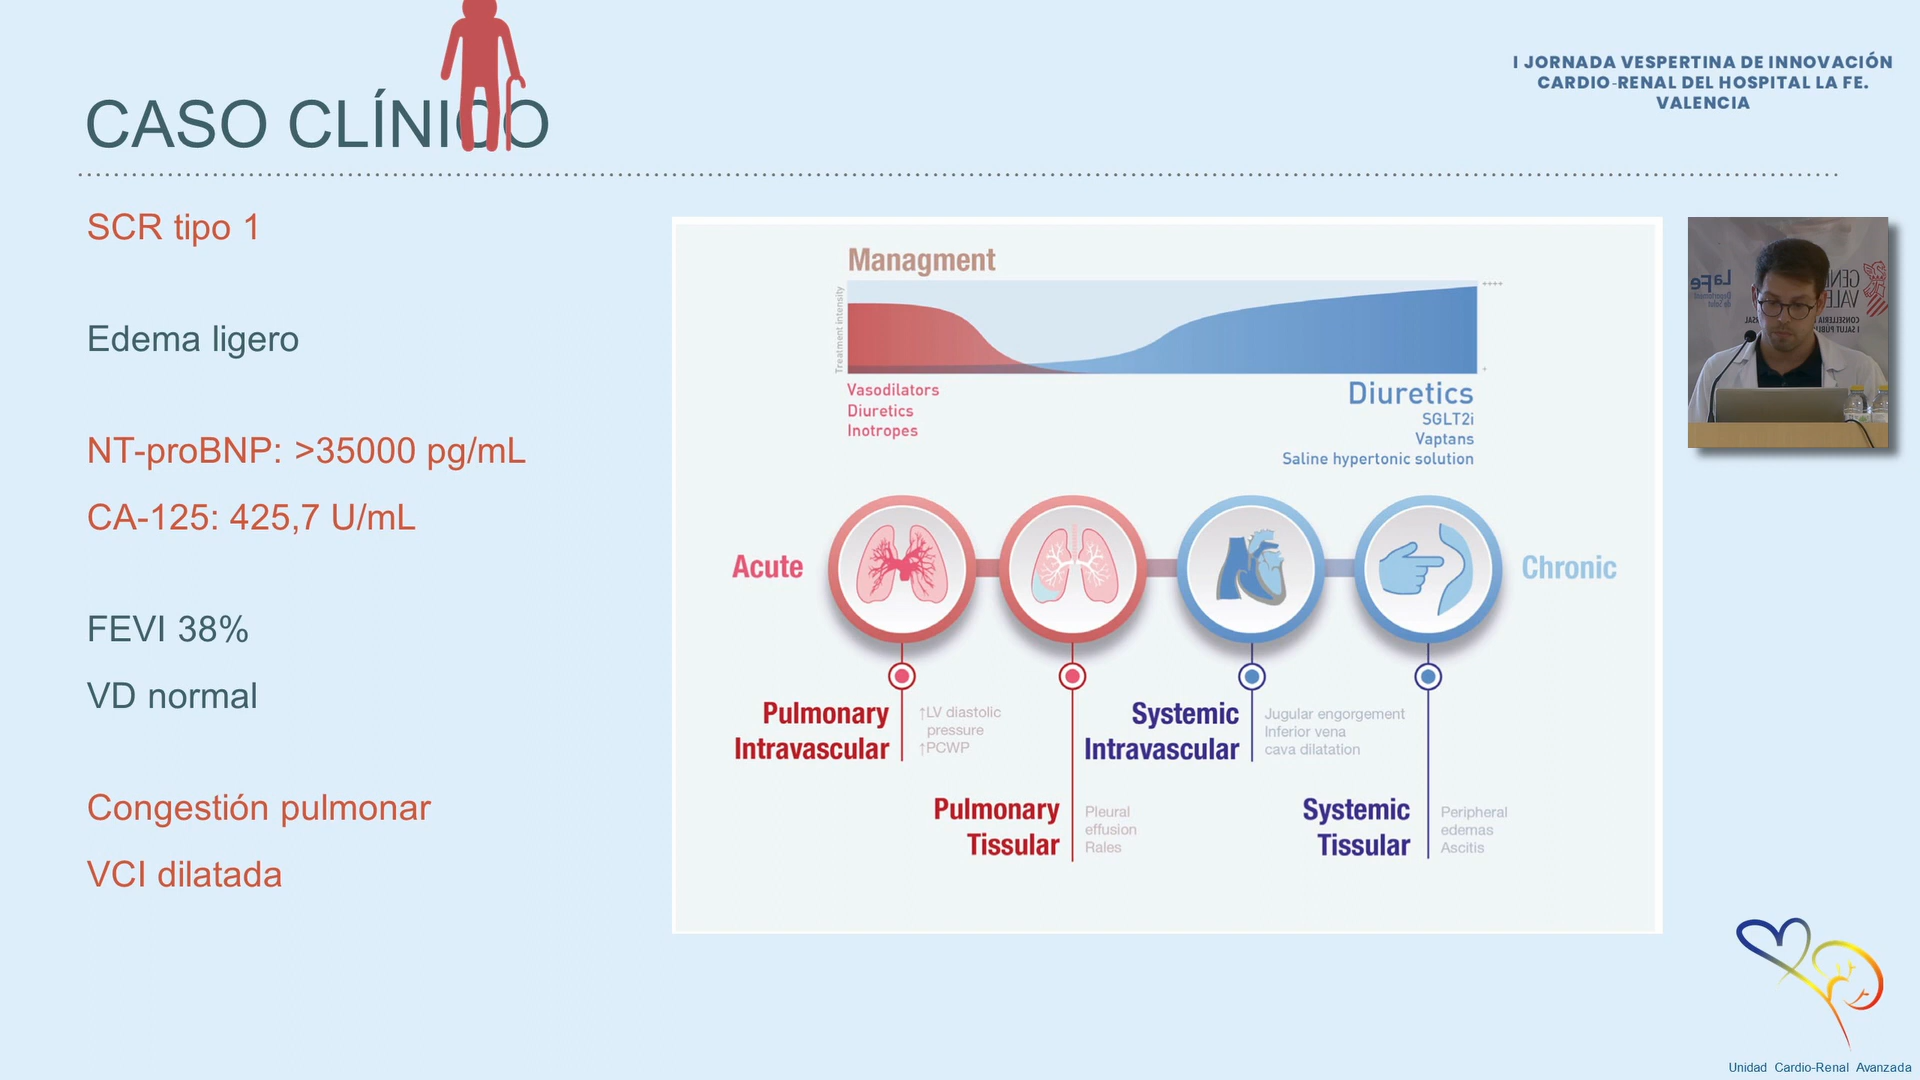 CASO CLÍNICO
I JORNADA VESPERTINA DE INNOVACIÓN
CARDIO-RENAL DEL HOSPITAL LA FE.
VALENCIA
SCR tipo 1
Edema ligero
NT-proBNP: >35000 pg/mL
CA-125: 425,7 U/mL
FEVI 38%
VD normal
Congestión pulmonar
VCI dilatada
Managment
Treatment intensity
++++
+
Vasodilators
Diuretics
Inotropes
Diuretics
SGLT2i
Vaptans
Saline hypertonic solution
Acute
Chronic
Pulmonary
Intravascular
↑LV diastolic
pressure
↑PCWP
Pulmonary
Tissular
Pleural
effusion
Rales
Systemic
Intravascular
Jugular engorgement
Inferior vena
cava dilatation
Systemic
Tissular
Peripheral
edemas
Ascitis
La Fe
GEN
VALE
Unidad Cardio-Renal Avanzada